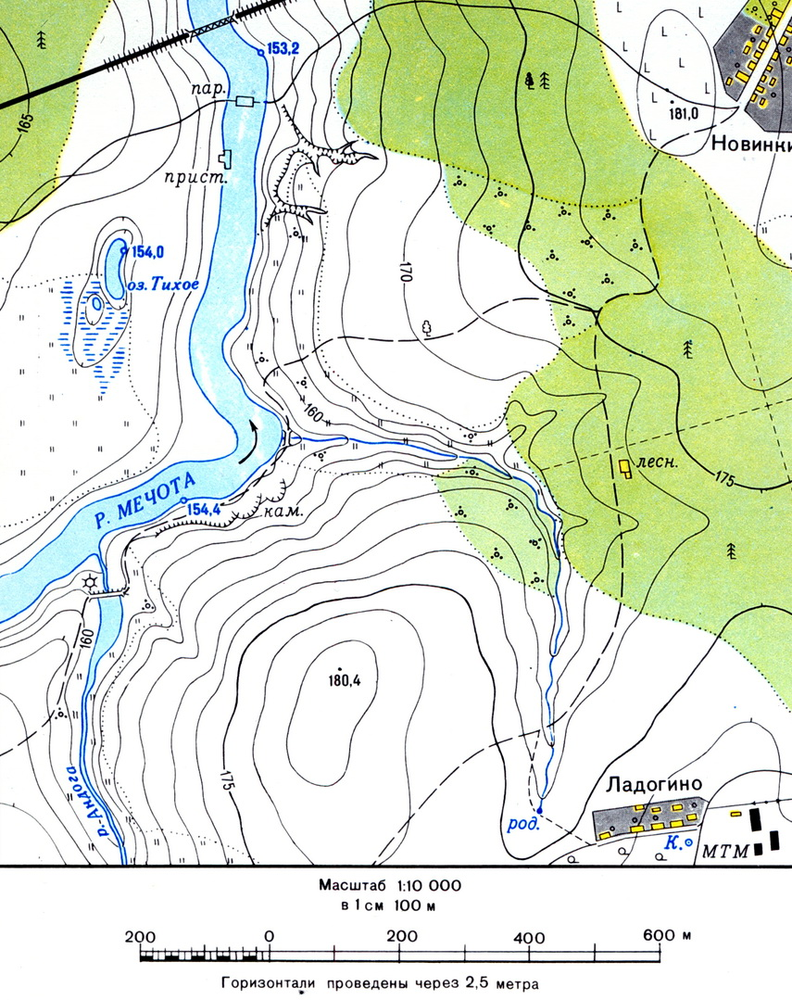 153,2
пар.
165
181,0
Новинки
прист.
154,0
оз. Тихое
170
160
лесн.
175
Р. МЕЧОТА
154,4
кам.
160
180,4
175
р. Андога
Ладогино
род.
К.
МТМ
Масштаб 1:10 000
в 1 см 100 м
200 0 200 400 600 м
Горизонтали проведены через 2,5 метра